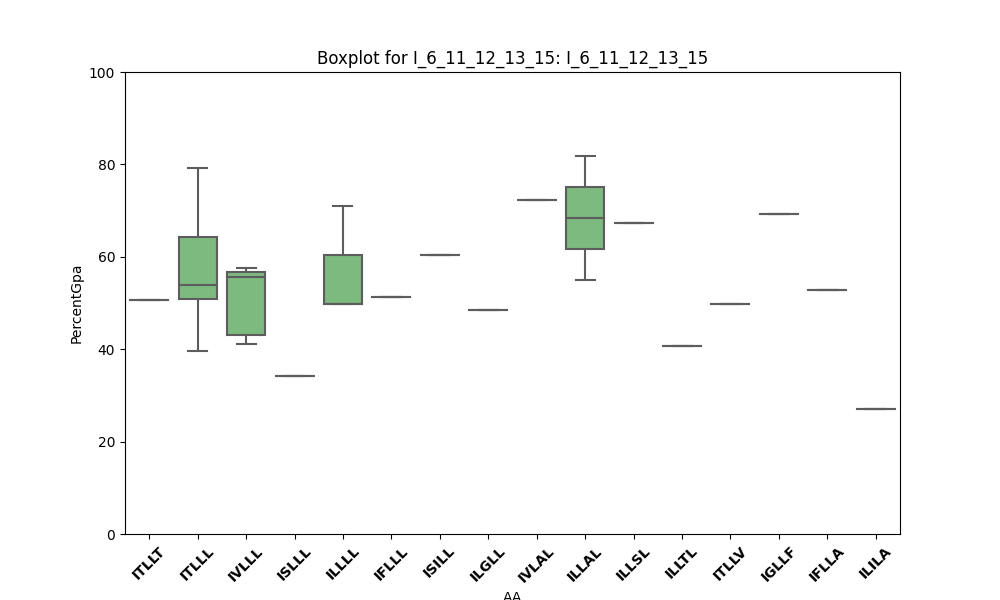 Boxplot for I_6_11_12_13_15: I_6_11_12_13_15
100
80
60
40
20
0
PercentGpa
ITLLT
ITLLL
IVLLL
ISLLL
ILLLL
IFLLL
ISILL
ILGLL
IVLAL
ILLAL
ILLSL
ILLTL
ITLLV
IGLLF
IFLLA
ILILA
AA